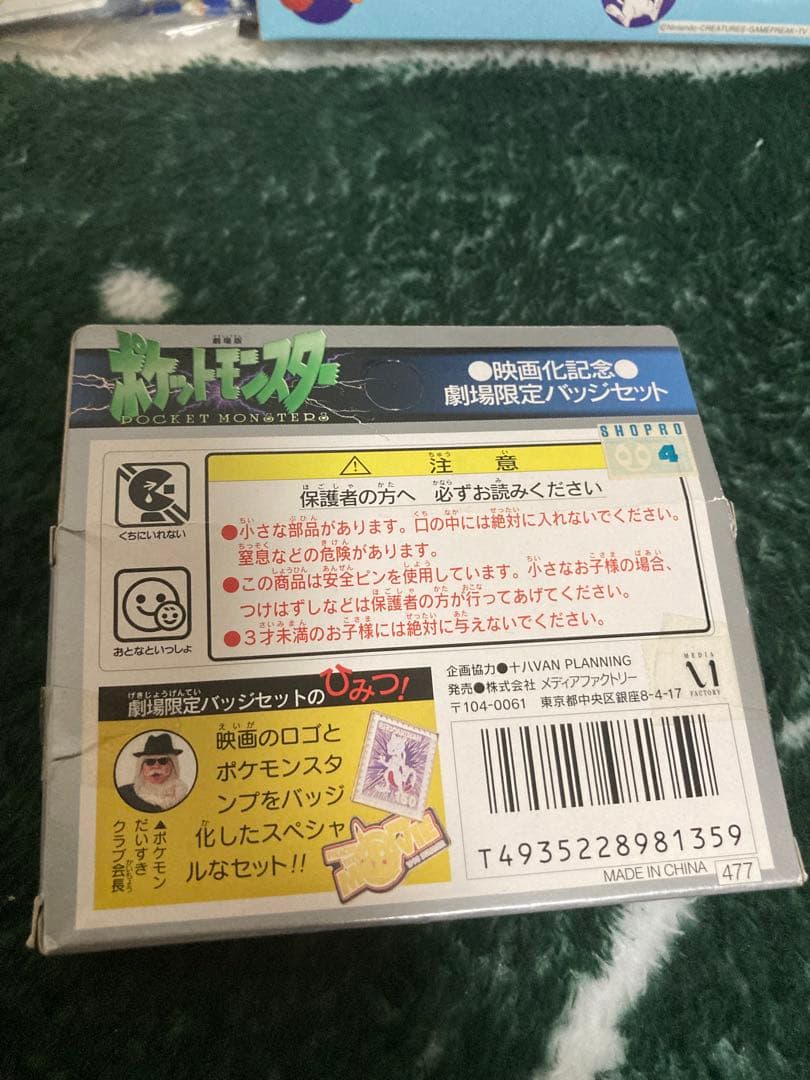 ©Nintendo・CREATURES・GAMEFREAK・TV
劇場版
ポケットモンスター
POCKET MONSTERS
●映画化記念●
劇場限定バッジセット
SHOPRO
4
注意
保護者の方へ 必ずお読みください
●小さな部品があります。口の中には絶対に入れないでください。
窒息などの危険があります。
●この商品は安全ピンを使用しています。小さなお子様の場合、
つけはずしなどは保護者の方が行ってあげてください。
●3才未満のお子様には絶対に与えないでください。
くちにいれない
おとなといっしょ
企画協力●十八VAN PLANNING
発売●株式会社 メディアファクトリー
〒104-0061 東京都中央区銀座8-4-17
MEDIA
FACTORY
劇場限定バッジセットのひみつ!
映画のロゴと
ポケモンスタ
ンプをバッジ
化したスペシャ
ルなセット!!
▲ポケモン
だいすき
クラブ会長
150
T4935228981359
MADE IN CHINA 477